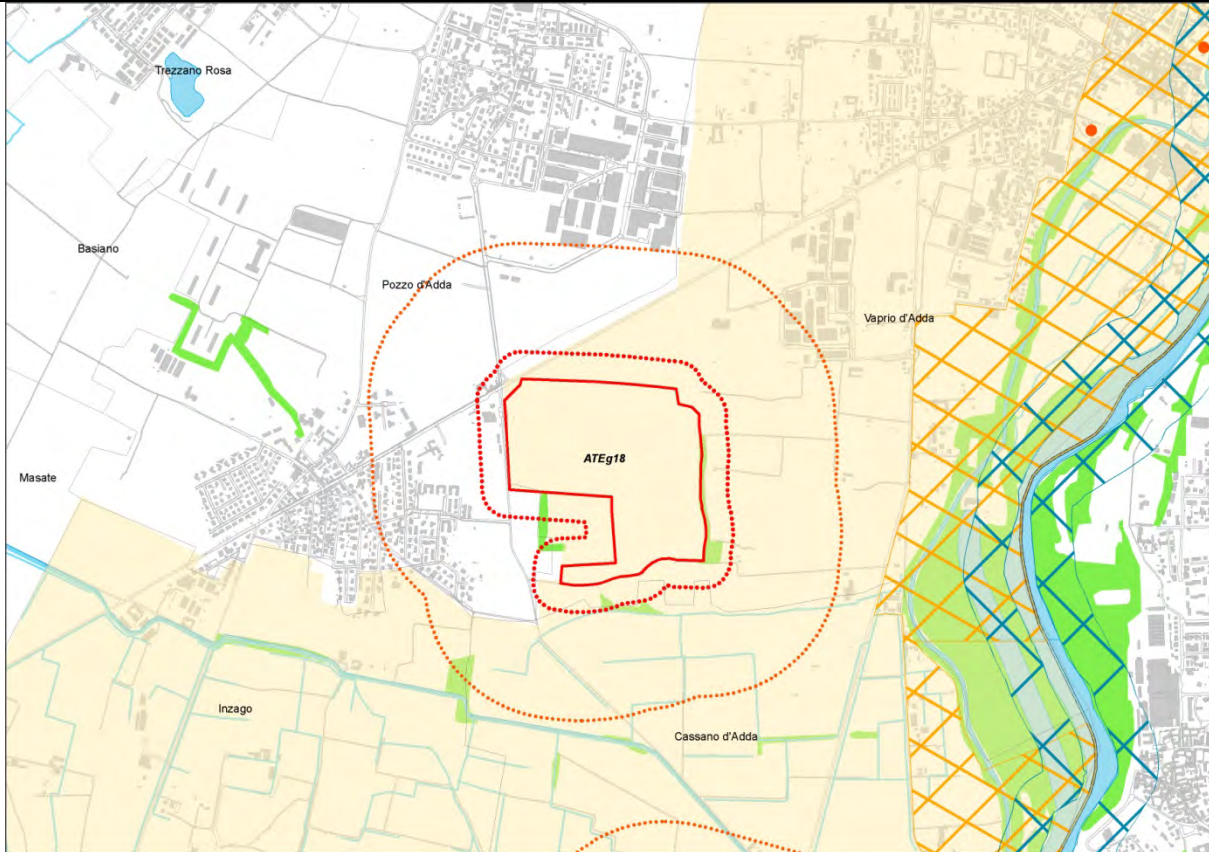 Trezzano Rosa
Basiano
Pozzo d'Adda
Vaprio d'Adda
ATEg18
Masate
Inzago
Cassano d'Adda